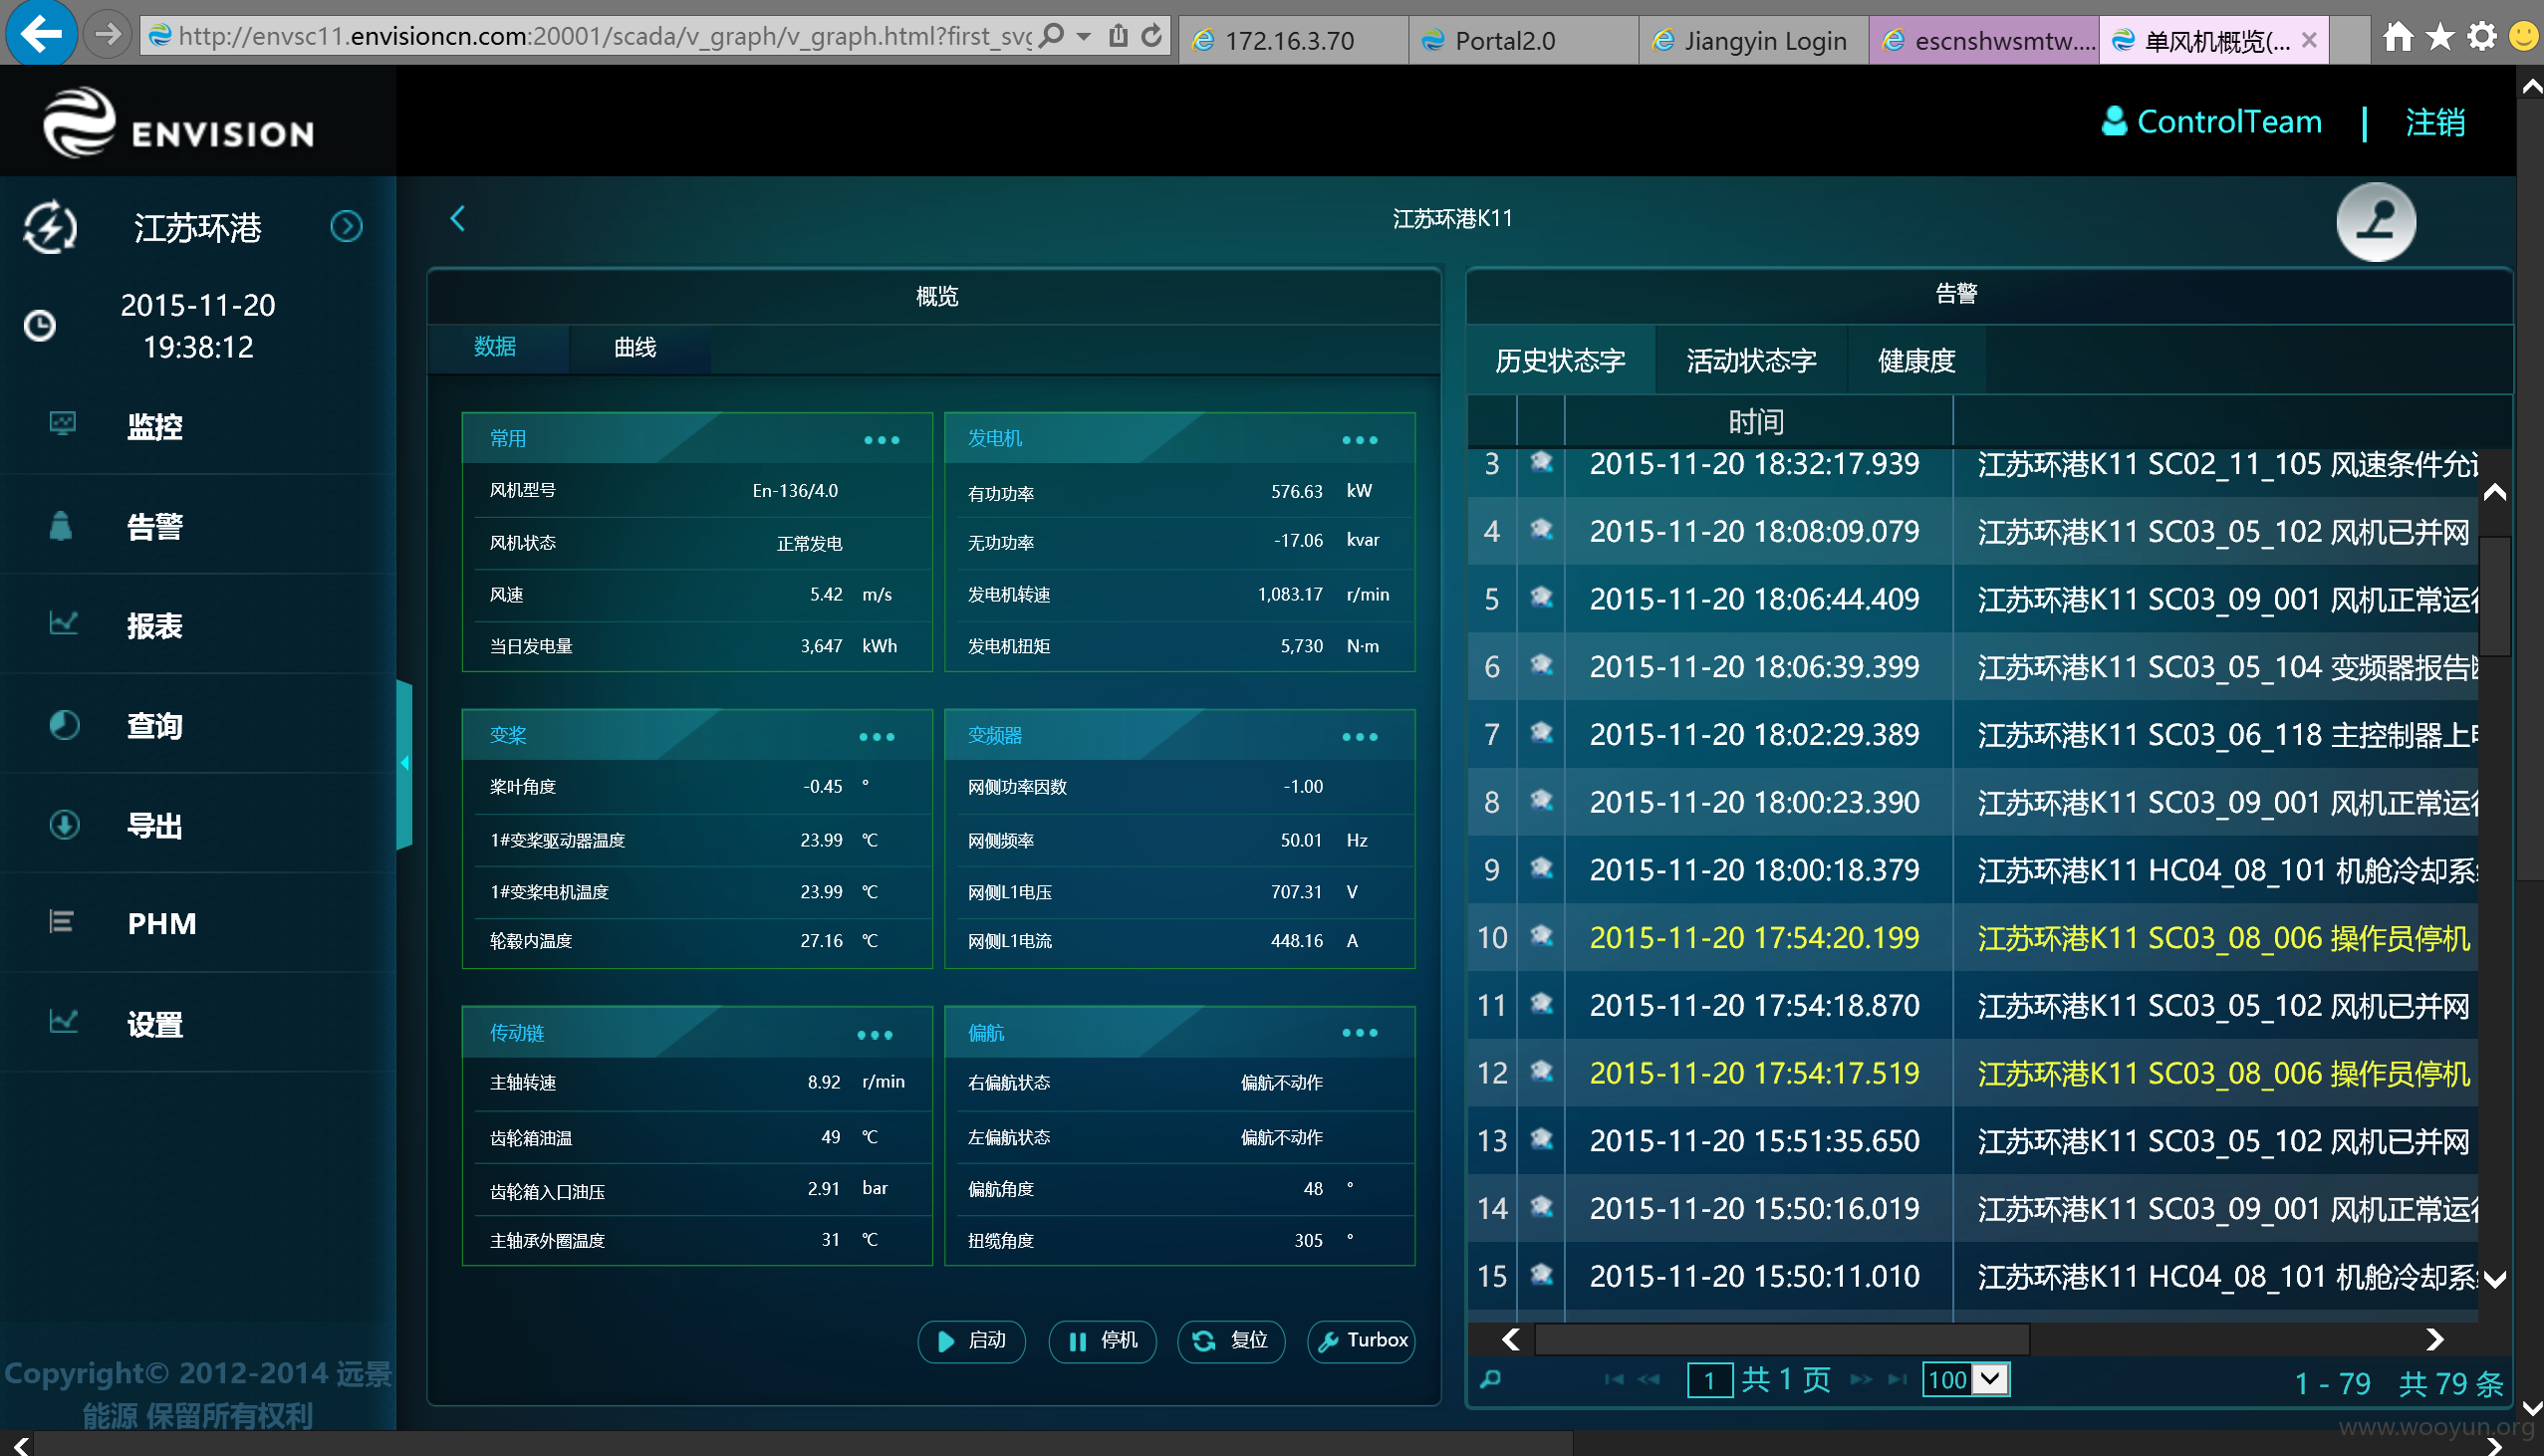 http://envsc11.envisioncn.com:20001/scada/v_graph/v_graph.html?first_svg
172.16.3.70
Portal2.0
Jiangyin Login
escnshwsmtw....
单风机概览(...
ENVISION
ControlTeam | 注销
江苏环港
2015-11-20
19:38:12
监控
告警
报表
查询
导出
PHM
设置
Copyright© 2012-2014 远景
能源 保留所有权利
江苏环港K11
概览
数据 曲线
常用
风机型号 En-136/4.0
风机状态 正常发电
风速 5.42 m/s
当日发电量 3,647 kWh
发电机
有功功率 576.63 kW
无功功率 -17.06 kvar
发电机转速 1,083.17 r/min
发电机扭矩 5,730 N·m
变桨
桨叶角度 -0.45 °
1#变桨驱动器温度 23.99 ℃
1#变桨电机温度 23.99 ℃
轮毂内温度 27.16 ℃
变频器
网侧功率因数 -1.00
网侧频率 50.01 Hz
网侧L1电压 707.31 V
网侧L1电流 448.16 A
传动链
主轴转速 8.92 r/min
齿轮箱油温 49 ℃
齿轮箱入口油压 2.91 bar
主轴承外圈温度 31 ℃
偏航
右偏航状态 偏航不动作
左偏航状态 偏航不动作
偏航角度 48 °
扭缆角度 305 °
启动 停机 复位 Turbox
告警
历史状态字 活动状态字 健康度
时间
3 2015-11-20 18:32:17.939 江苏环港K11 SC02_11_105 风速条件允
4 2015-11-20 18:08:09.079 江苏环港K11 SC03_05_102 风机已并网
5 2015-11-20 18:06:44.409 江苏环港K11 SC03_09_001 风机正常运
6 2015-11-20 18:06:39.399 江苏环港K11 SC03_05_104 变频器报告
7 2015-11-20 18:02:29.389 江苏环港K11 SC03_06_118 主控制器上
8 2015-11-20 18:00:23.390 江苏环港K11 SC03_09_001 风机正常运
9 2015-11-20 18:00:18.379 江苏环港K11 HC04_08_101 机舱冷却系
10 2015-11-20 17:54:20.199 江苏环港K11 SC03_08_006 操作员停机
11 2015-11-20 17:54:18.870 江苏环港K11 SC03_05_102 风机已并网
12 2015-11-20 17:54:17.519 江苏环港K11 SC03_08_006 操作员停机
13 2015-11-20 15:51:35.650 江苏环港K11 SC03_05_102 风机已并网
14 2015-11-20 15:50:16.019 江苏环港K11 SC03_09_001 风机正常运
15 2015-11-20 15:50:11.010 江苏环港K11 HC04_08_101 机舱冷却系
1 共 1 页 100 1 - 79 共 79 条
www.wooyun.org